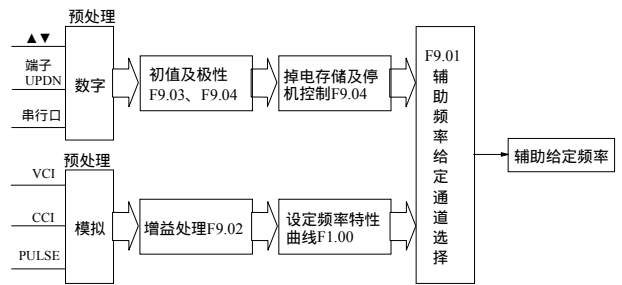 预处理
▲▼
端子
UPDN
串行口
数字
初值及极性
F9.03、F9.04
掉电存储及停
机控制F9.04
F9.01
辅
助
频
率
给
定
通
道
选
择
辅助给定频率
预处理
VCI
CCI
PULSE
模拟
增益处理F9.02
设定频率特性
曲线F1.00